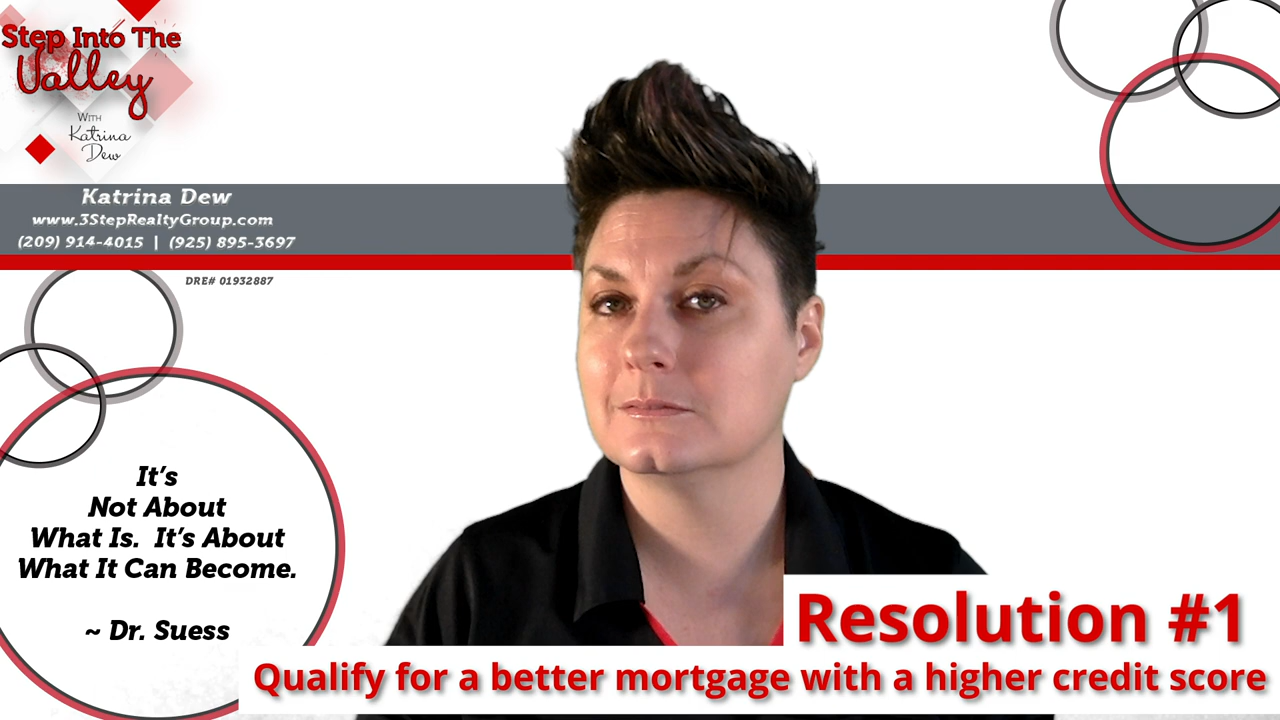 Step Into The
Valley
With
Katrina
Dew
Katrina Dew
www.3StepRealtyGroup.com
(209) 914-4015 | (925) 895-3697
DRE# 01932887
It's
Not About
What Is. It's About
What It Can Become.
~ Dr. Suess
Resolution #1
Qualify for a better mortgage with a higher credit score